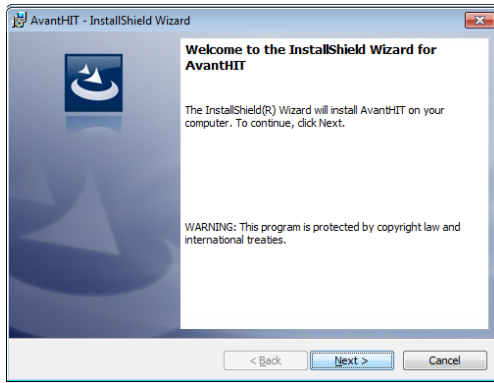 AvantHIT - InstallShield Wizard
Welcome to the InstallShield Wizard for
AvantHIT
The InstallShield(R) Wizard will install AvantHIT on your
computer. To continue, click Next.
WARNING: This program is protected by copyright law and
international treaties.
< Back
Next >
Cancel